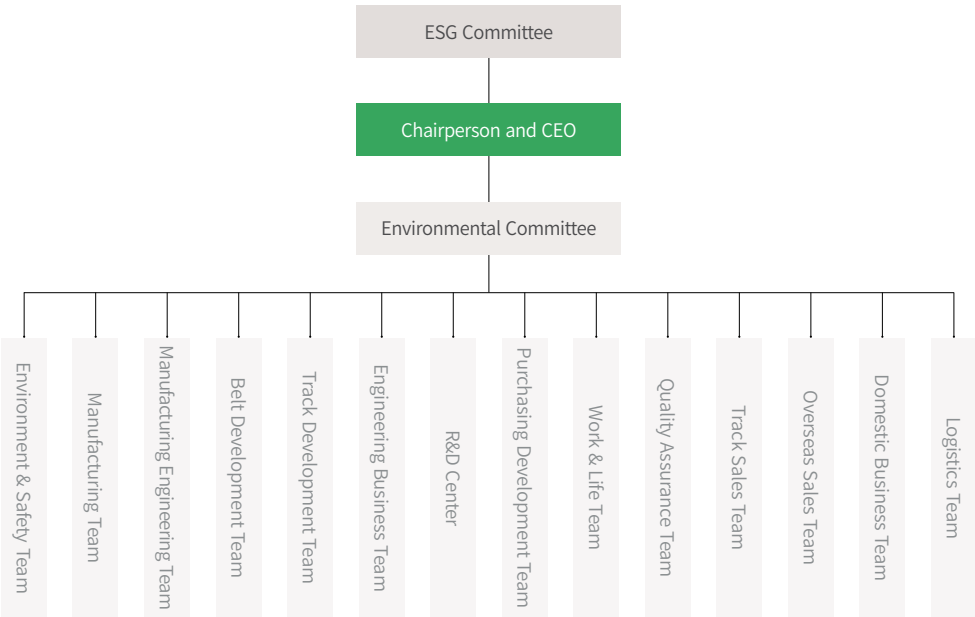 ESG Committee
Chairperson and CEO
Environmental Committee
Environment & Safety Team
Manufacturing Team
Manufacturing Engineering Team
Belt Development Team
Track Development Team
Engineering Business Team
R&D Center
Purchasing Development Team
Work & Life Team
Quality Assurance Team
Track Sales Team
Overseas Sales Team
Domestic Business Team
Logistics Team